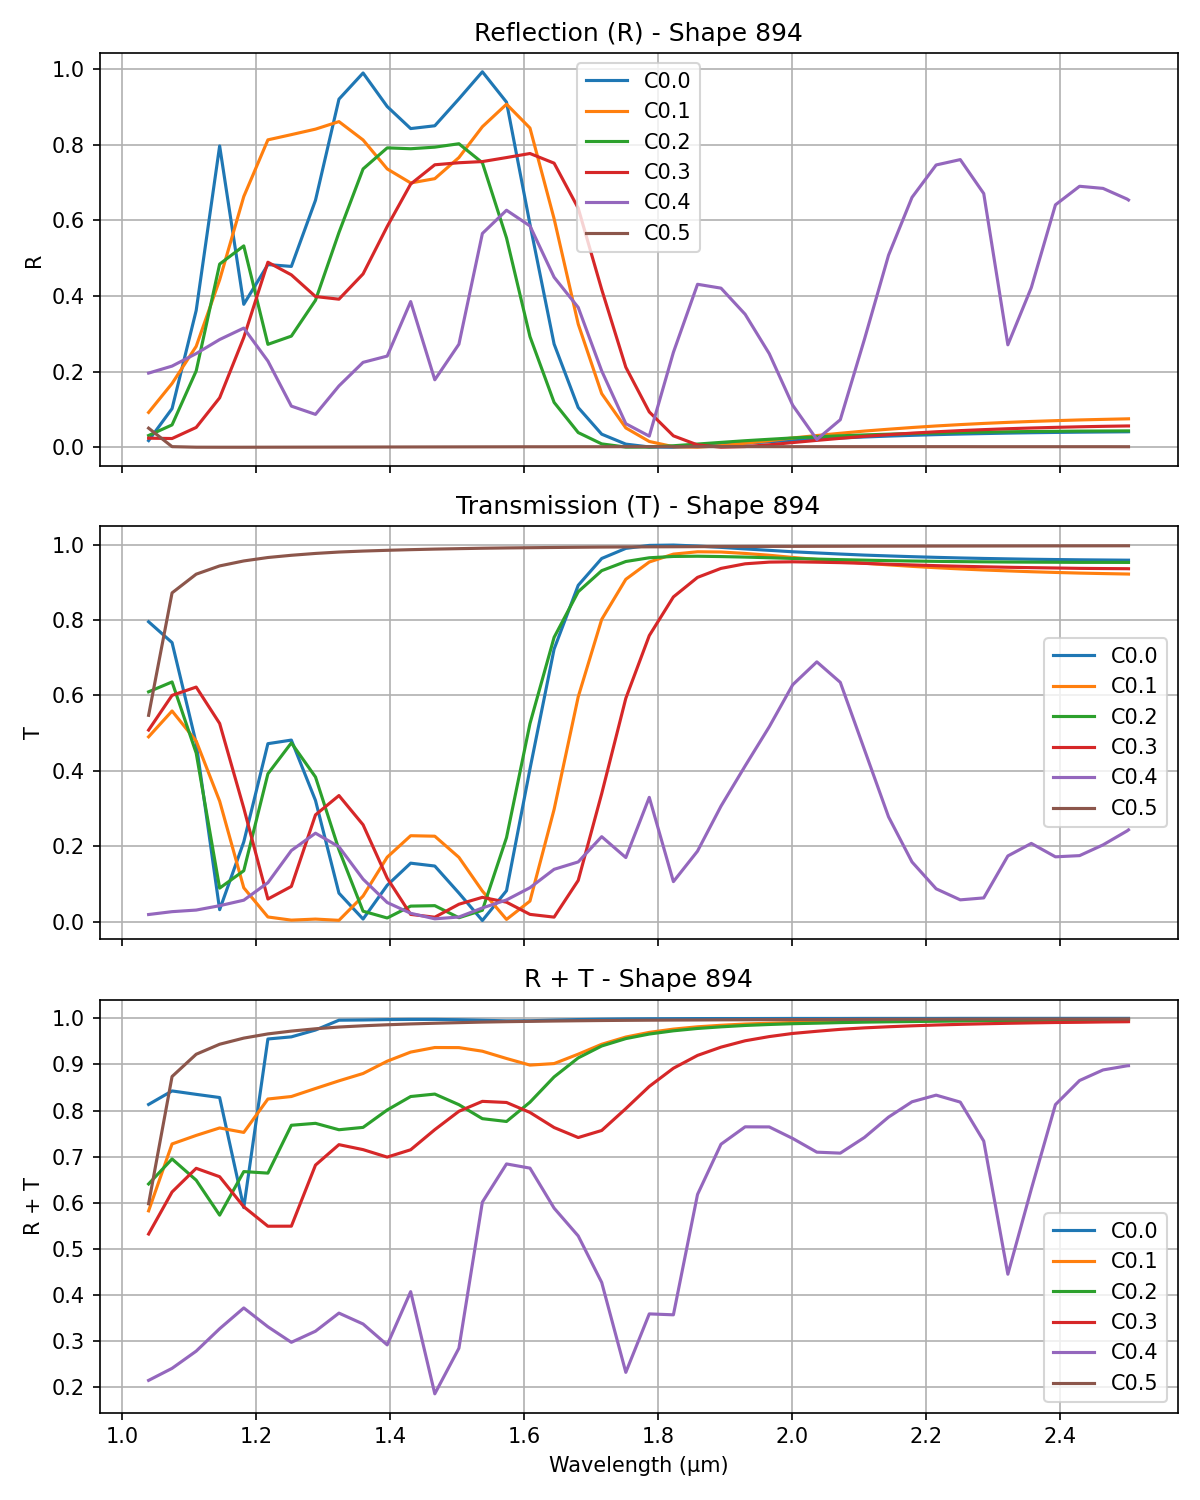 Reflection (R) - Shape 894
1.0
0.8
0.6
0.4
0.2
0.0
R
C0.0
C0.1
C0.2
C0.3
C0.4
C0.5
Transmission (T) - Shape 894
1.0
0.8
0.6
0.4
0.2
0.0
T
C0.0
C0.1
C0.2
C0.3
C0.4
C0.5
R + T - Shape 894
1.0
0.9
0.8
0.7
0.6
0.5
0.4
0.3
0.2
R + T
C0.0
C0.1
C0.2
C0.3
C0.4
C0.5
1.0 1.2 1.4 1.6 1.8 2.0 2.2 2.4
Wavelength (μm)